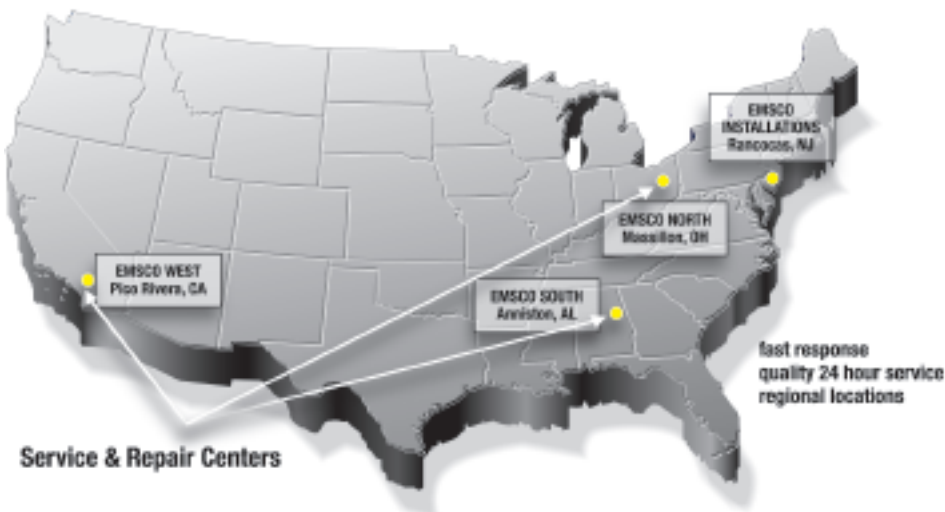 EMSCO
INSTALLATIONS
Rancocas, NJ
EMSCO NORTH
Massillon, OH
EMSCO WEST
Pico Rivera, CA
EMSCO SOUTH
Anniston, AL
fast response
quality 24 hour service
regional locations
Service & Repair Centers